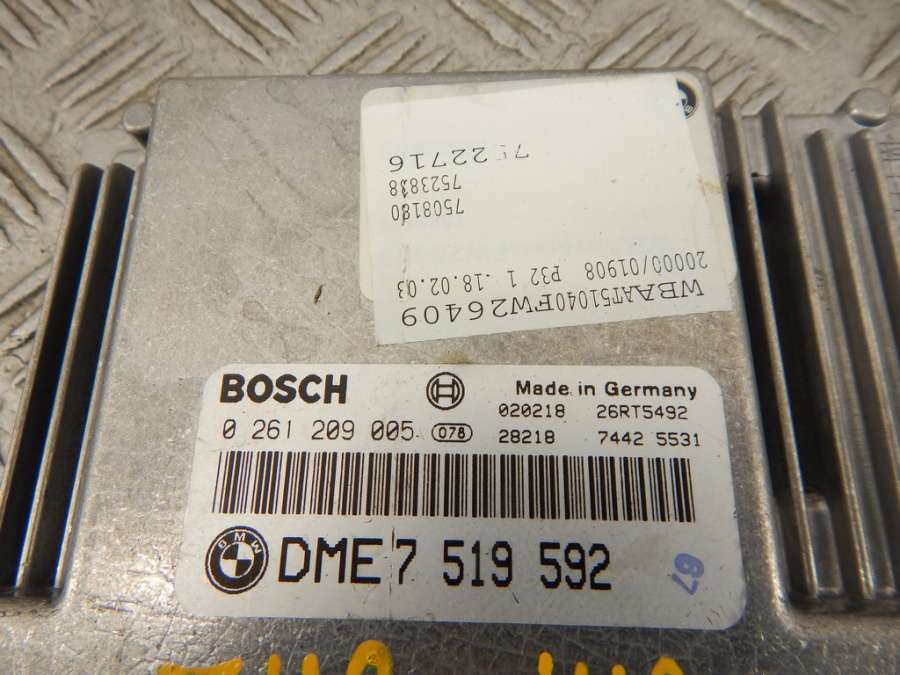 WBAAT51040FW26409
20000/01908 P32 1 .18.02.03
7508180
7523838
7522716
BOSCH
Made in Germany
0 261 209 005 078
020218 26RT5492
28218 7442 5531
BMW DME 7 519 592
67